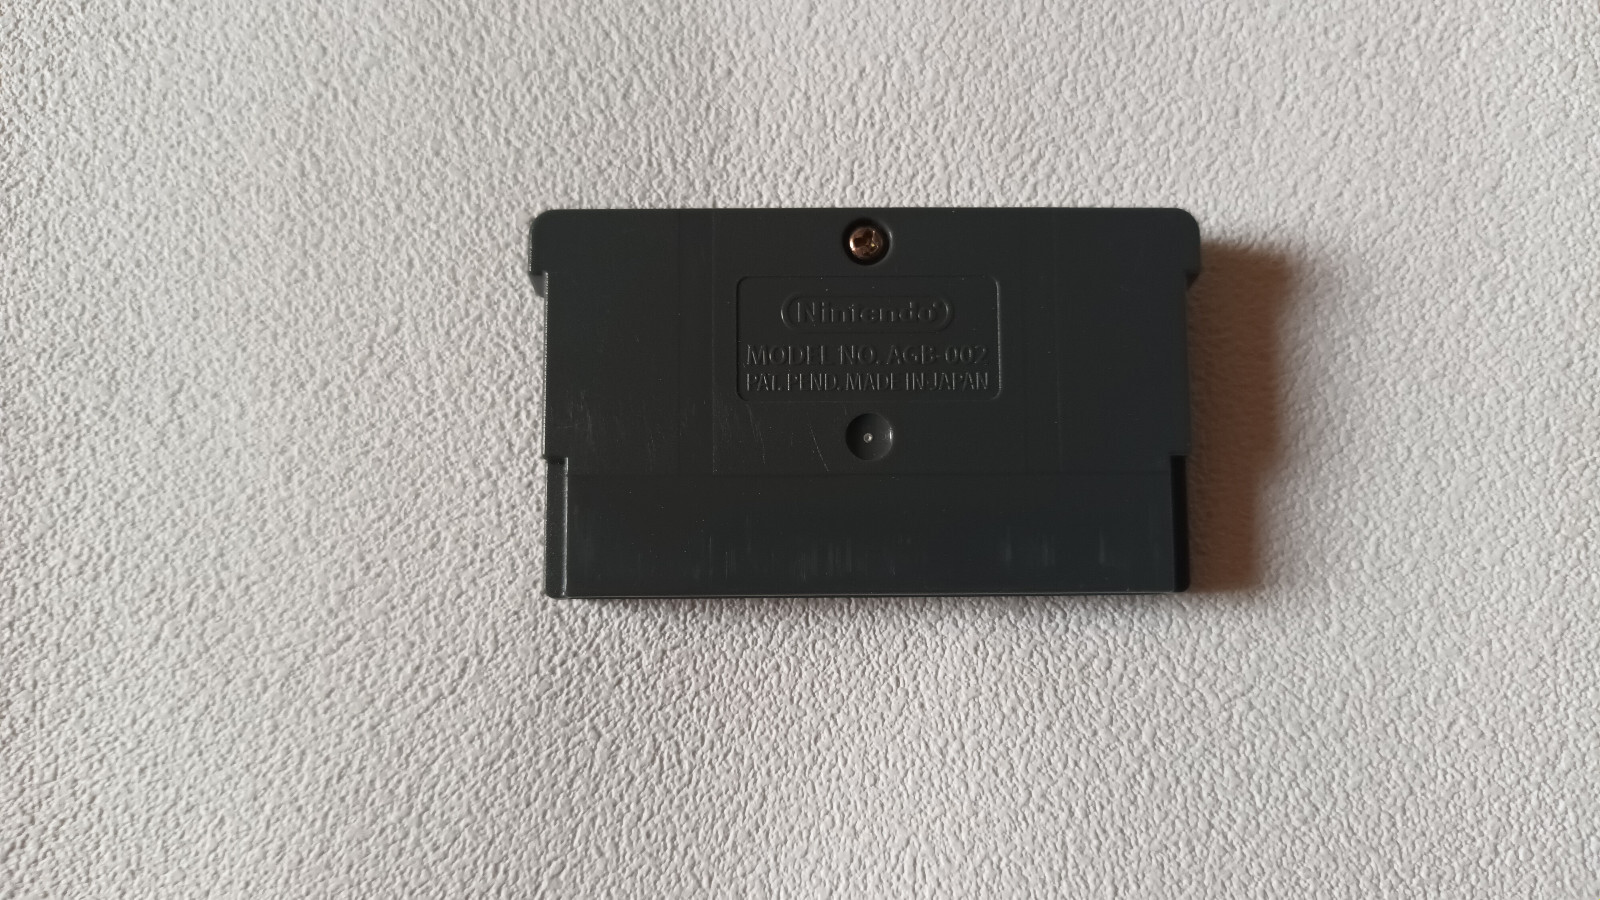 Nintendo®
MODEL NO. AGB-002
PAT. PEND. MADE IN JAPAN